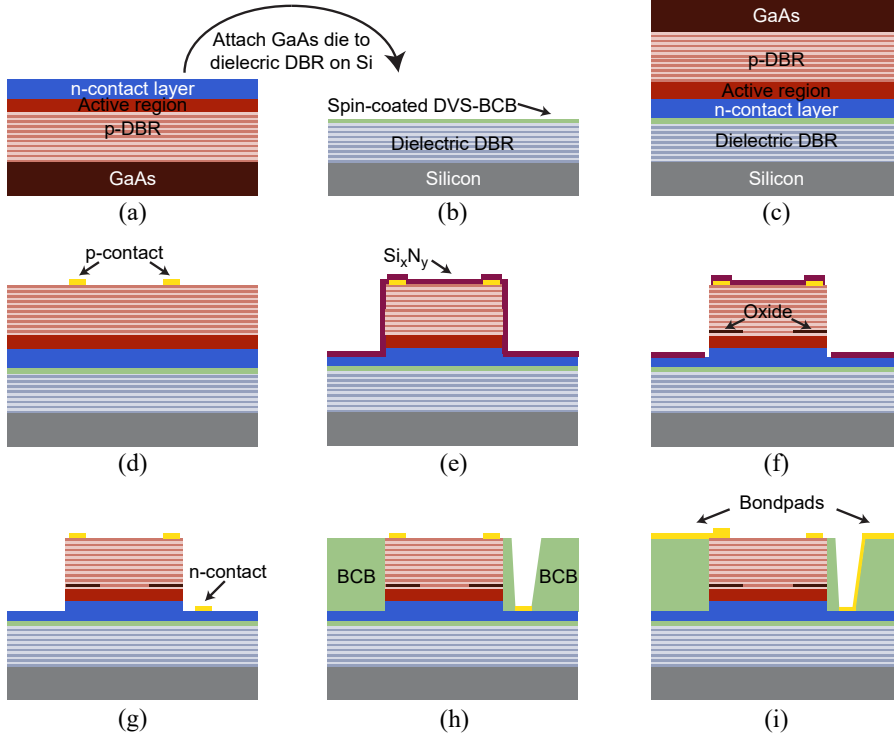 Attach GaAs due to
dielecric DBR on Si
n-contact layer
Active region
p-DBR
GaAs
(a)
Spin-coated DVS-BCB
Dielectric DBR
Silicon
(b)
GaAs
p-DBR
Active region
n-contact layer
Dielectric DBR
Silicon
(c)
p-contact
(d)
SixNy
(e)
Oxide
(f)
n-contact
(g)
BCB
BCB
(h)
Bondpads
(i)